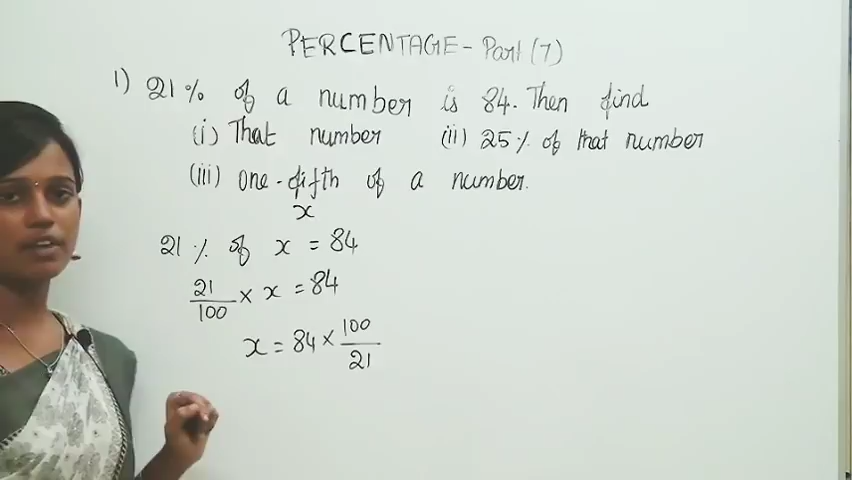 PERCENTAGE - Part (7)
1) 21% of a number is 84. Then find
(i) That number (ii) 25% of that number
(iii) one-fifth of a number.
x
21% of x = 84
21/100 × x = 84
x = 84 × 100/21